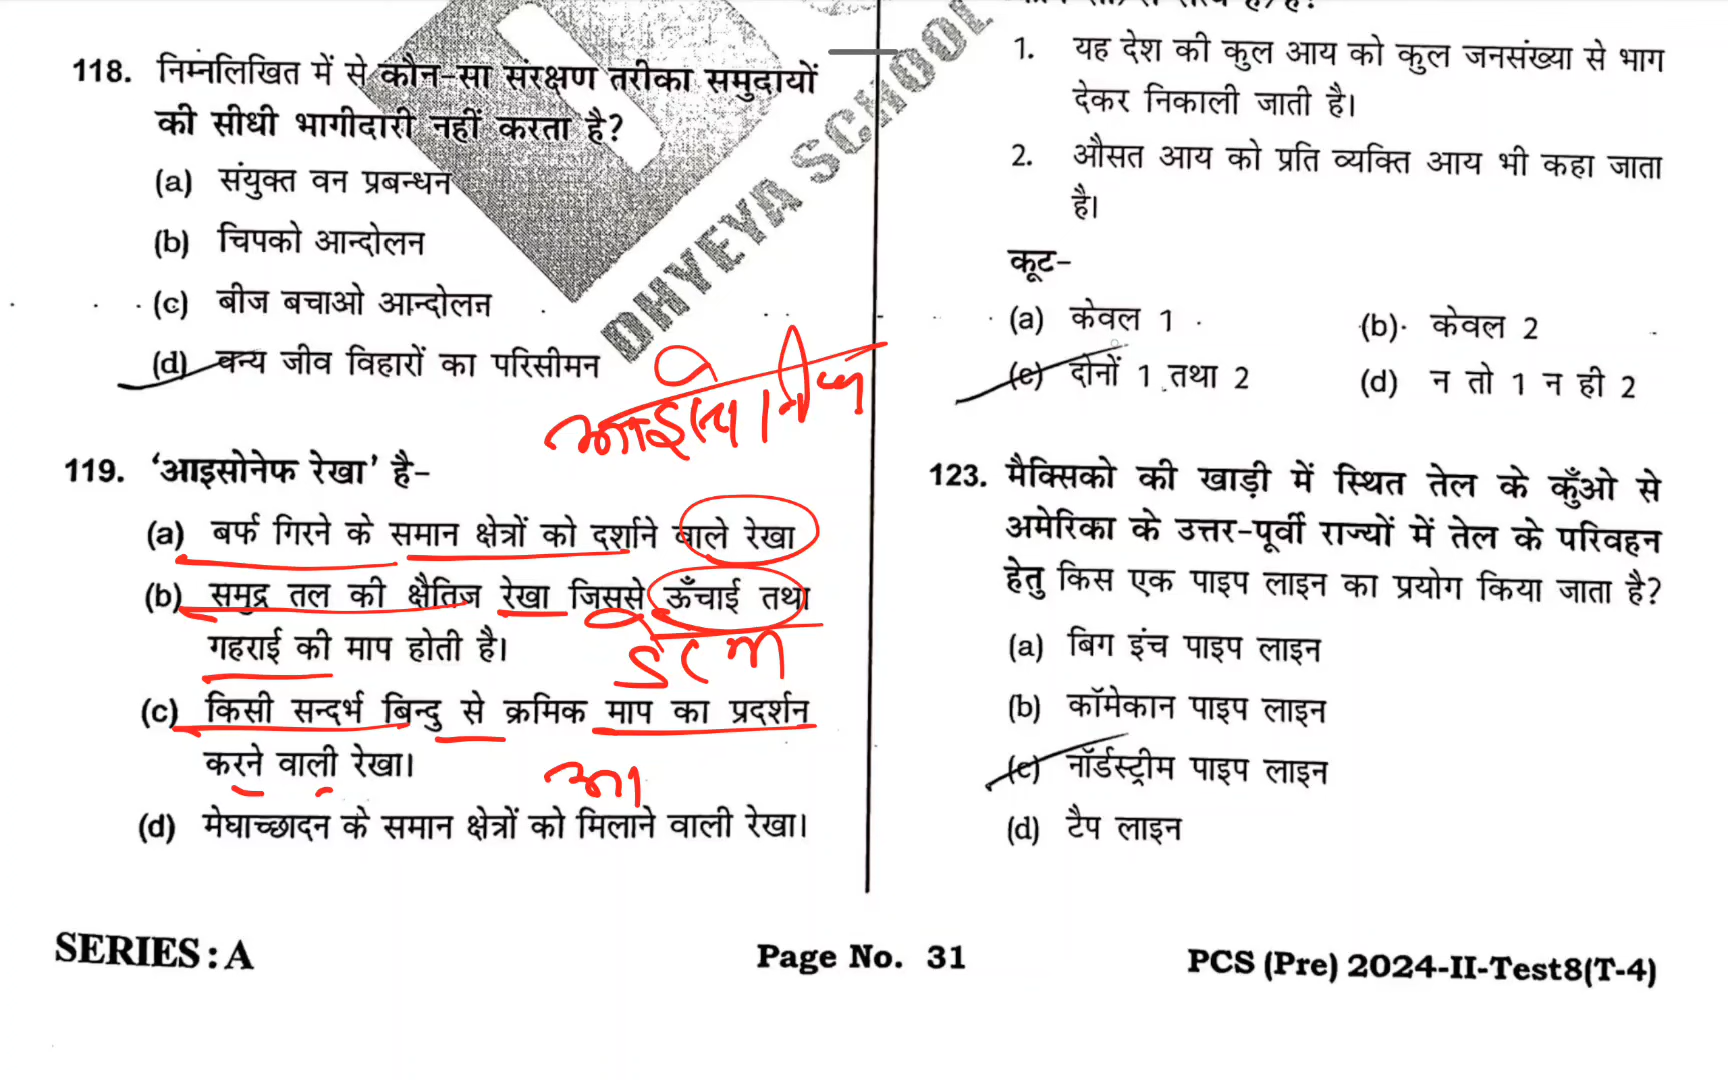 118. निम्नलिखित में से कौन-सा संरक्षण तरीका समुदायों
की सीधी भागीदारी नहीं करता है?
(a) संयुक्त वन प्रबन्धन
(b) चिपको आन्दोलन
(c) बीज बचाओ आन्दोलन
(d) वन्य जीव विहारों का परिसीमन
119. ‘आइसोनेफ रेखा’ है-
(a) बर्फ गिरने के समान क्षेत्रों को दर्शाने वाले रेखा
(b) समुद्र तल की क्षैतिज रेखा जिससे ऊँचाई तथा
गहराई की माप होती है।
(c) किसी सन्दर्भ बिन्दु से क्रमिक माप का प्रदर्शन
करने वाली रेखा।
(d) मेघाच्छादन के समान क्षेत्रों को मिलाने वाली रेखा।
DHYEYA SCHOOL
1. यह देश की कुल आय को कुल जनसंख्या से भाग
देकर निकाली जाती है।
2. औसत आय को प्रति व्यक्ति आय भी कहा जाता
है।
कूट-
(a) केवल 1 (b) केवल 2
(c) दोनों 1 तथा 2 (d) न तो 1 न ही 2
123. मैक्सिको की खाड़ी में स्थित तेल के कुँओ से
अमेरिका के उत्तर-पूर्वी राज्यों में तेल के परिवहन
हेतु किस एक पाइप लाइन का प्रयोग किया जाता है?
(a) बिग इंच पाइप लाइन
(b) कॉमेकान पाइप लाइन
(c) नॉर्डस्ट्रीम पाइप लाइन
(d) टैप लाइन
SERIES : A Page No. 31 PCS (Pre) 2024-II-Test8(T-4)